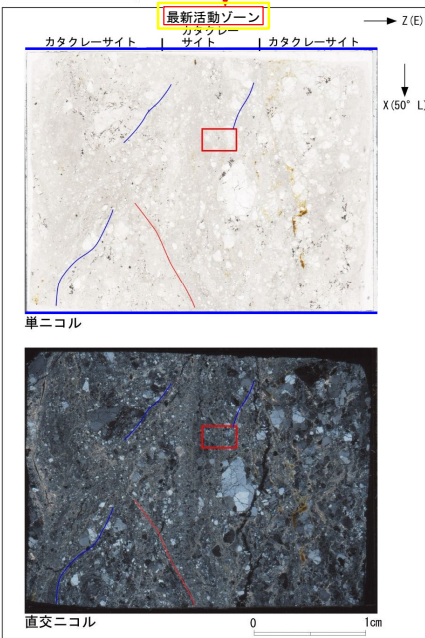 最新活動ゾーン
Z(E)
カタクレーサイト
カタクレー
サイト
カタクレーサイト
X(50° L)
単ニコル
直交ニコル
0
1cm